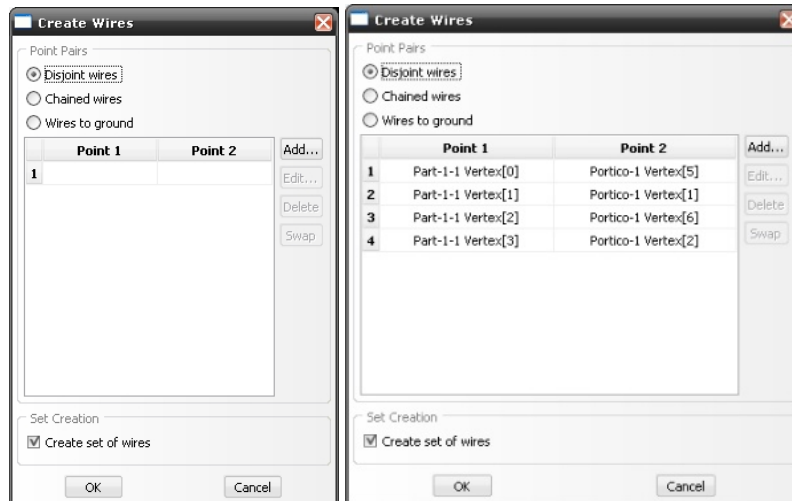 Create Wires
Point Pairs
Disjoint wires
Chained wires
Wires to ground
Point 1 Point 2
1
Add...
Edit...
Delete
Swap
Set Creation
Create set of wires
OK Cancel
Create Wires
Point Pairs
Disjoint wires
Chained wires
Wires to ground
Point 1 Point 2
1 Part-1-1 Vertex[0] Portico-1 Vertex[5]
2 Part-1-1 Vertex[1] Portico-1 Vertex[1]
3 Part-1-1 Vertex[2] Portico-1 Vertex[6]
4 Part-1-1 Vertex[3] Portico-1 Vertex[2]
Add...
Edit...
Delete
Swap
Set Creation
Create set of wires
OK Cancel